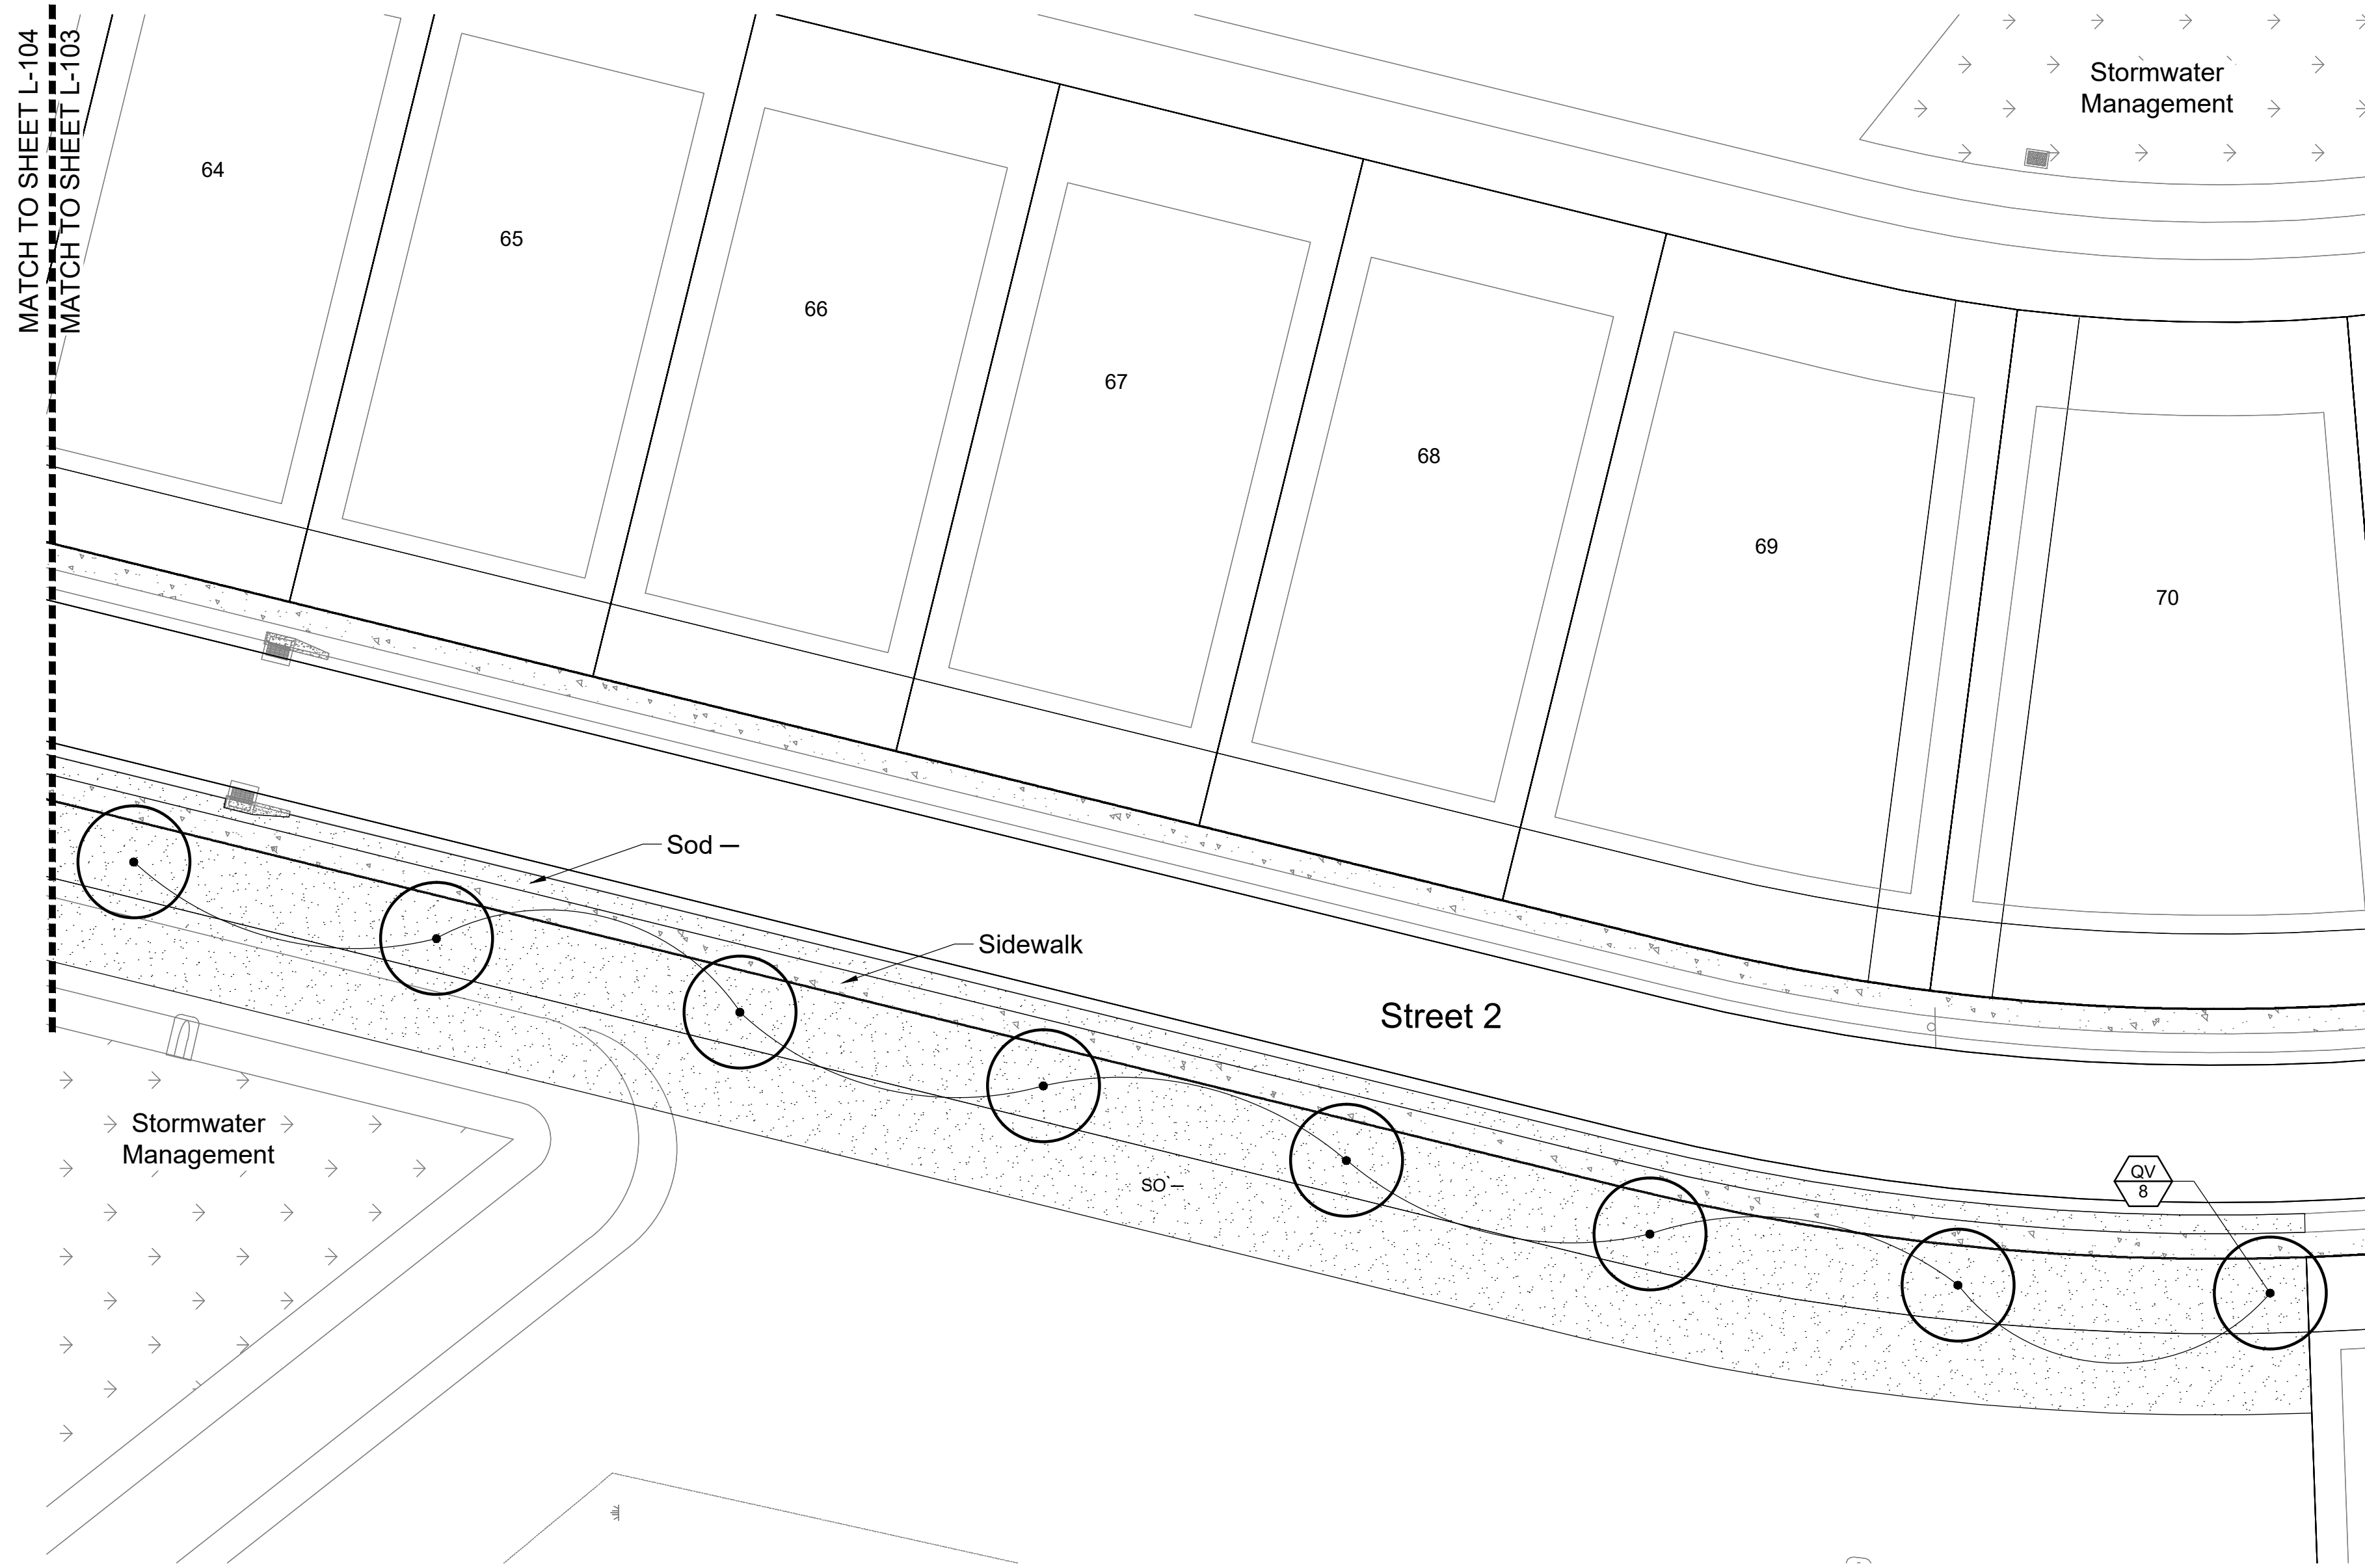 MATCH TO SHEET L-104
MATCH TO SHEET L-103
Stormwater
Management
64
65
66
67
68
69
70
Sod —
Sidewalk
Street 2
Stormwater
Management
SO —
QV
8